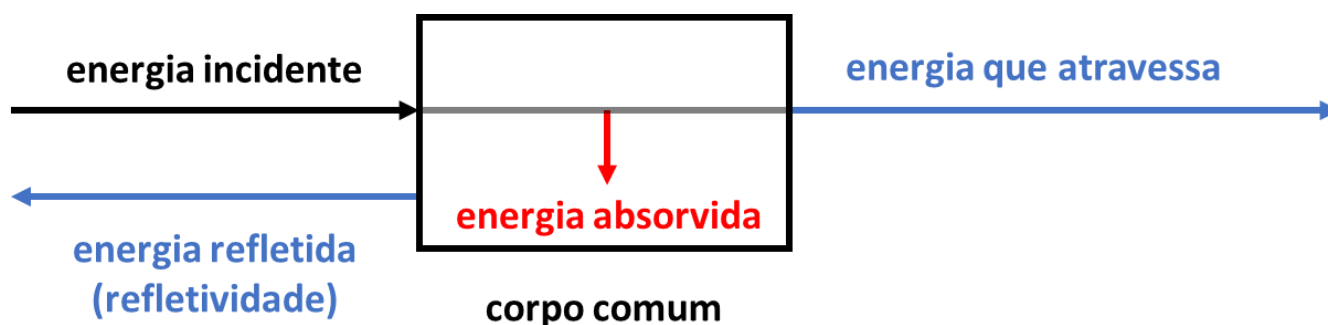 energia incidente
energia que atravessa
energia absorvida
energia refletida
(refletividade)
corpo comum